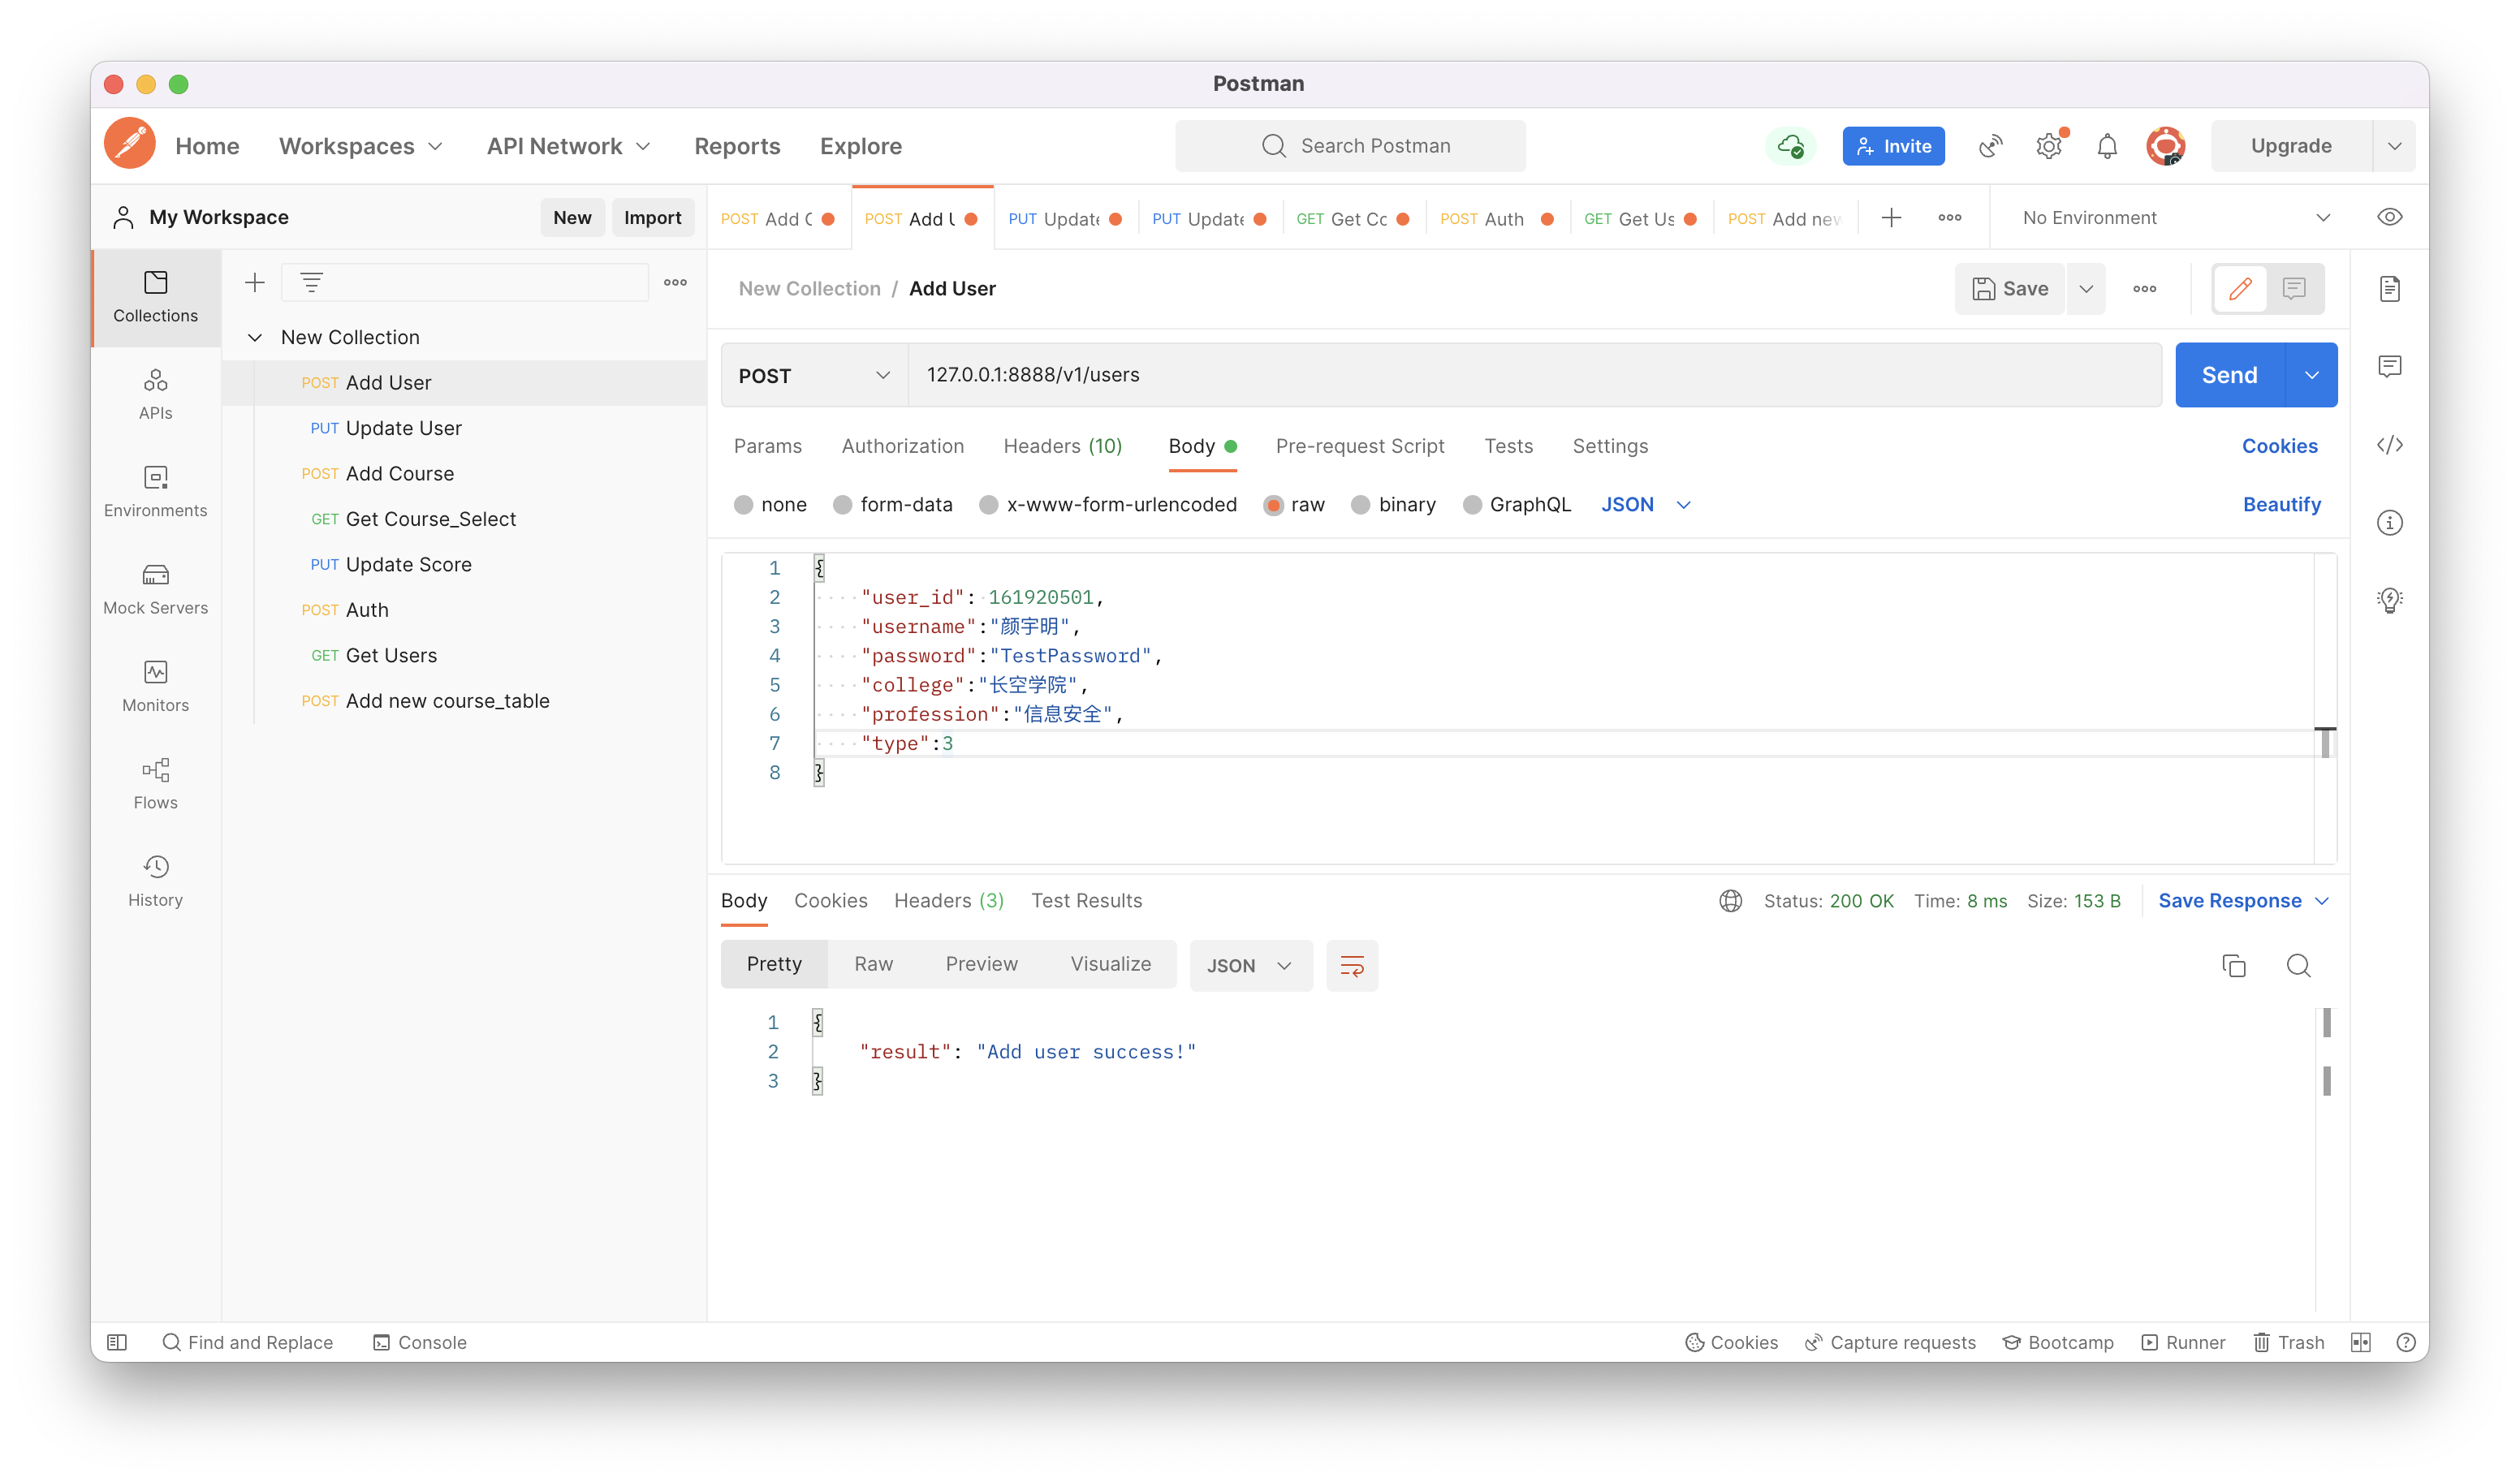 Postman
Home Workspaces API Network Reports Explore Search Postman Invite Upgrade
My Workspace New Import POST Add C POST Add U PUT Update PUT Update GET Get Co POST Auth GET Get Us POST Add new No Environment
Collections
APIs
Environments
Mock Servers
Monitors
Flows
History
New Collection
POST Add User
PUT Update User
POST Add Course
GET Get Course_Select
PUT Update Score
POST Auth
GET Get Users
POST Add new course_table
New Collection / Add User Save
POST 127.0.0.1:8888/v1/users Send
Params Authorization Headers (10) Body Pre-request Script Tests Settings Cookies
none form-data x-www-form-urlencoded raw binary GraphQL JSON Beautify
1 {
2 "user_id": 161920501,
3 "username":"颜宇明",
4 "password":"TestPassword",
5 "college":"长空学院",
6 "profession":"信息安全",
7 "type":3
8 }
Body Cookies Headers (3) Test Results Status: 200 OK Time: 8 ms Size: 153 B Save Response
Pretty Raw Preview Visualize JSON
1 {
2 "result": "Add user success!"
3 }
Find and Replace Console Cookies Capture requests Bootcamp Runner Trash